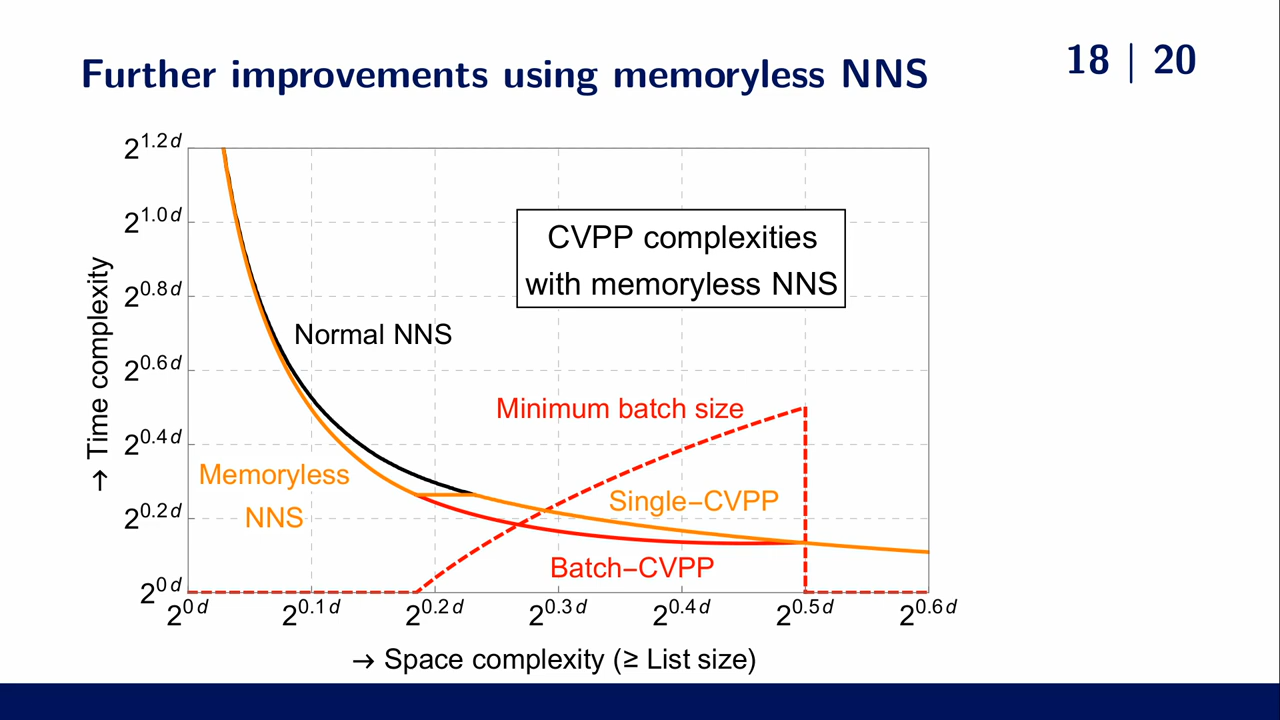 Further improvements using memoryless NNS
18 | 20
2^1.2d
2^1.0d
2^0.8d
2^0.6d
2^0.4d
2^0.2d
2^0d
→ Time complexity
CVPP complexities
with memoryless NNS
Normal NNS
Minimum batch size
Memoryless
NNS
Single−CVPP
Batch−CVPP
2^0d 2^0.1d 2^0.2d 2^0.3d 2^0.4d 2^0.5d 2^0.6d
→ Space complexity (≥ List size)